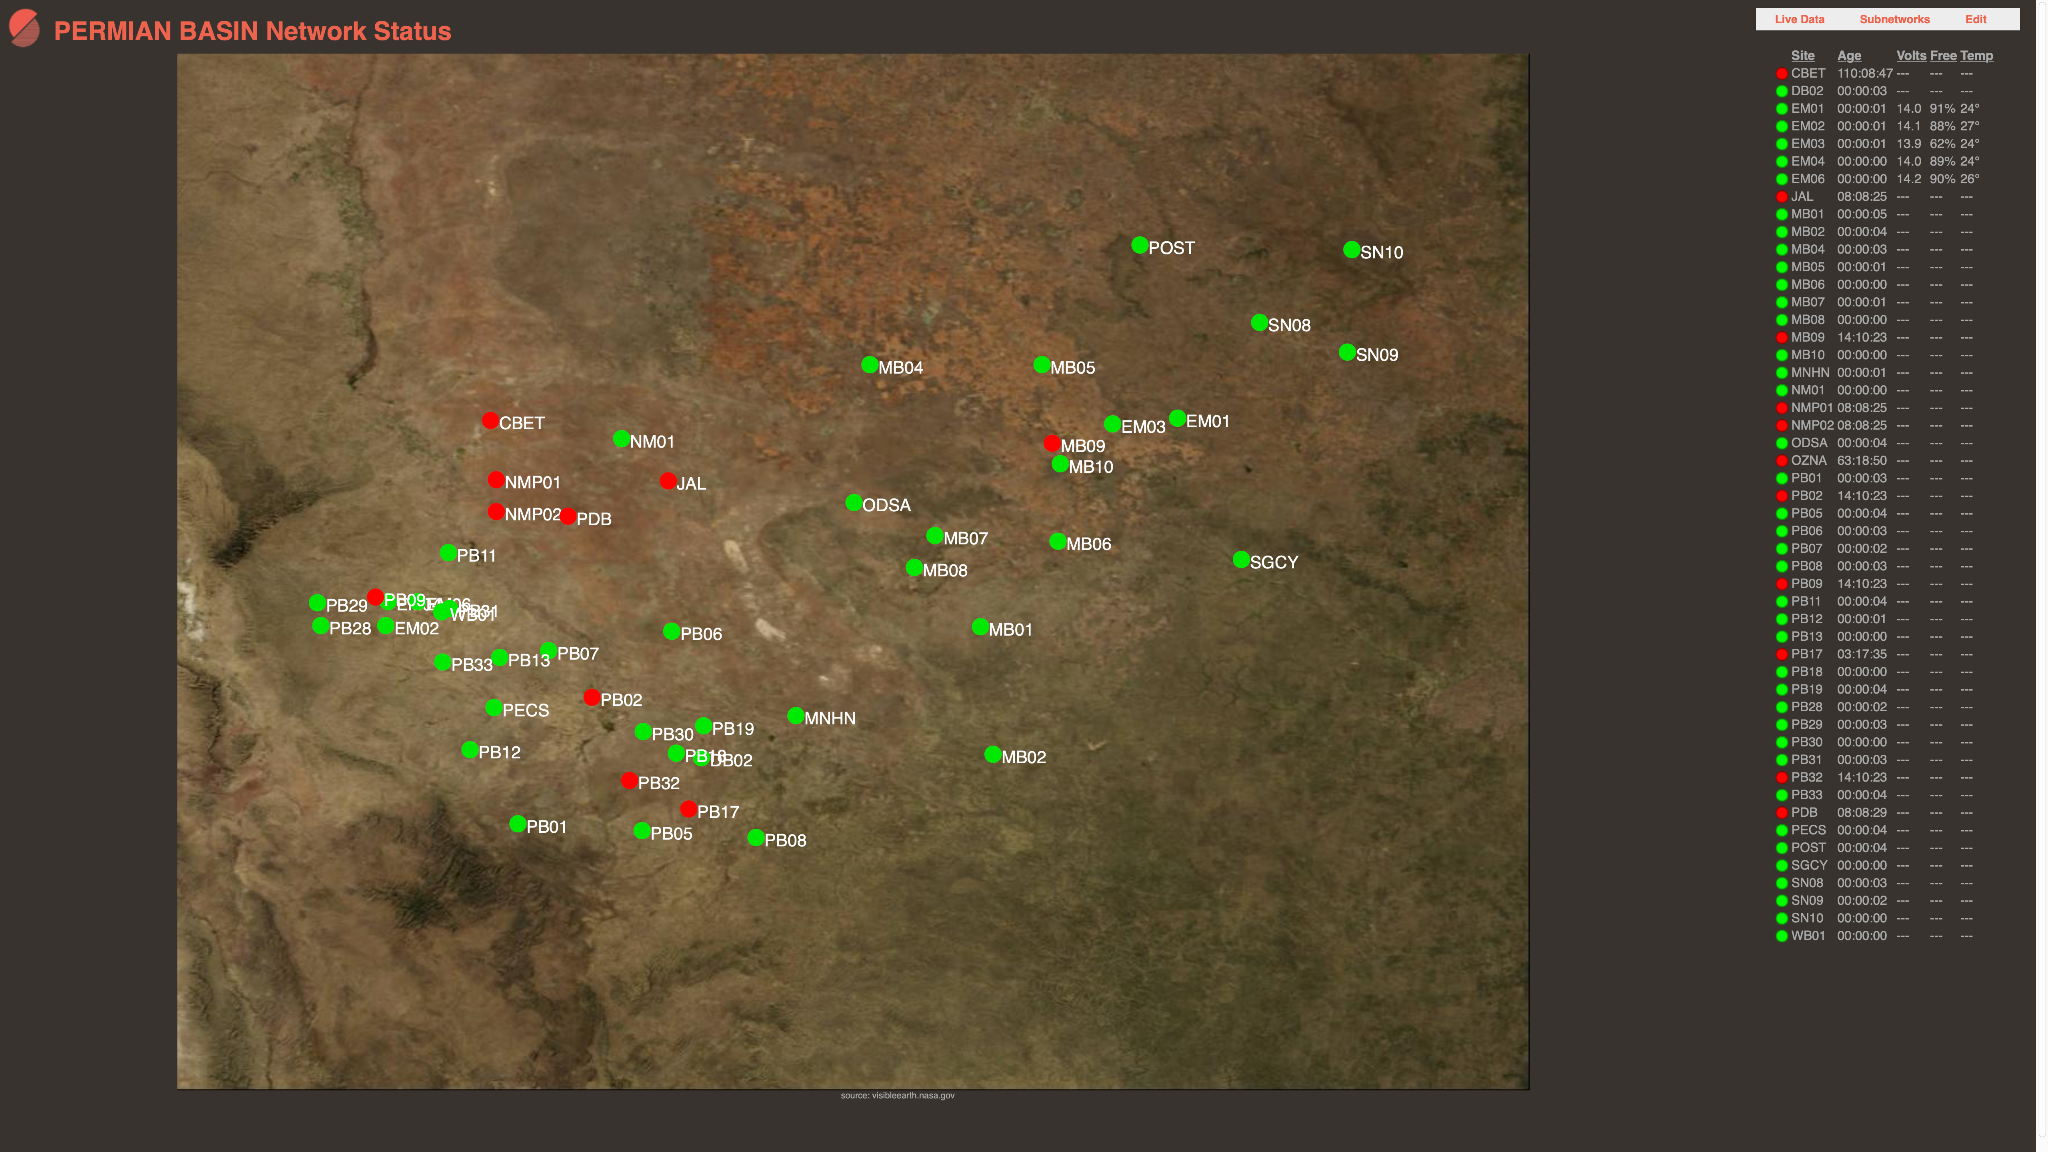 PERMIAN BASIN Network Status
Live Data Subnetworks Edit
Site Age Volts Free Temp
CBET 110:08:47 --- --- ---
DB02 00:00:03 --- --- ---
EM01 00:00:01 14.0 91% 24°
EM02 00:00:01 14.1 88% 27°
EM03 00:00:01 13.9 62% 24°
EM04 00:00:00 14.0 89% 24°
EM06 00:00:00 14.2 90% 26°
JAL 08:08:25 --- --- ---
MB01 00:00:05 --- --- ---
MB02 00:00:04 --- --- ---
MB04 00:00:03 --- --- ---
MB05 00:00:01 --- --- ---
MB06 00:00:00 --- --- ---
MB07 00:00:01 --- --- ---
MB08 00:00:00 --- --- ---
MB09 14:10:23 --- --- ---
MB10 00:00:00 --- --- ---
MNHN 00:00:01 --- --- ---
NM01 00:00:00 --- --- ---
NMP01 08:08:25 --- --- ---
NMP02 08:08:25 --- --- ---
ODSA 00:00:04 --- --- ---
OZNA 63:18:50 --- --- ---
PB01 00:00:03 --- --- ---
PB02 14:10:23 --- --- ---
PB05 00:00:04 --- --- ---
PB06 00:00:03 --- --- ---
PB07 00:00:02 --- --- ---
PB08 00:00:03 --- --- ---
PB09 14:10:23 --- --- ---
PB11 00:00:04 --- --- ---
PB12 00:00:01 --- --- ---
PB13 00:00:00 --- --- ---
PB17 03:17:35 --- --- ---
PB18 00:00:00 --- --- ---
PB19 00:00:04 --- --- ---
PB28 00:00:02 --- --- ---
PB29 00:00:03 --- --- ---
PB30 00:00:00 --- --- ---
PB31 00:00:03 --- --- ---
PB32 14:10:23 --- --- ---
PB33 00:00:04 --- --- ---
PDB 08:08:29 --- --- ---
PECS 00:00:04 --- --- ---
POST 00:00:04 --- --- ---
SGCY 00:00:00 --- --- ---
SN08 00:00:03 --- --- ---
SN09 00:00:02 --- --- ---
SN10 00:00:00 --- --- ---
WB01 00:00:00 --- --- ---
POST
SN10
SN08
SN09
MB04
MB05
CBET
EM03
EM01
NM01
MB09
MB10
NMP01
JAL
ODSA
NMP02
PDB
MB07
MB06
PB11
SGCY
MB08
PB29
PB09
EM06
PB31
WB01
PB28
EM02
PB06
MB01
PB33
PB13
PB07
PB02
PECS
MNHN
PB30
PB19
PB12
PB18
DB02
MB02
PB32
PB17
PB01
PB05
PB08
source: visibleearth.nasa.gov